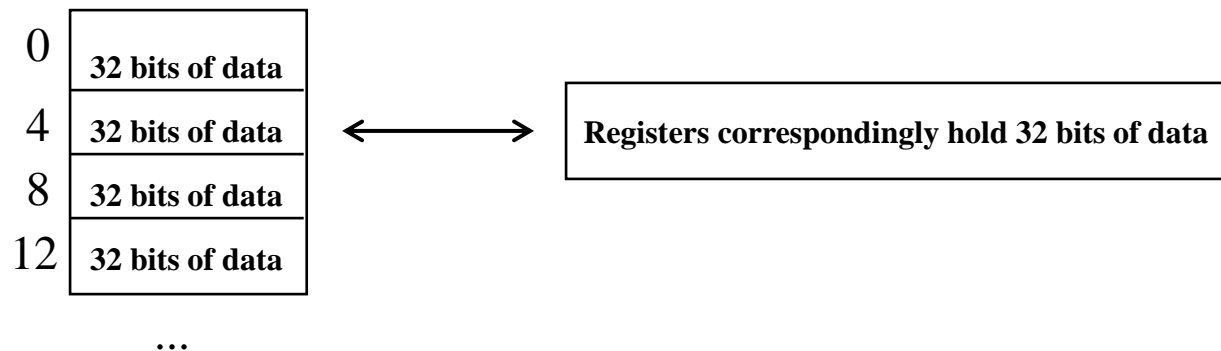 0 32 bits of data
4 32 bits of data
8 32 bits of data
12 32 bits of data
...
Registers correspondingly hold 32 bits of data